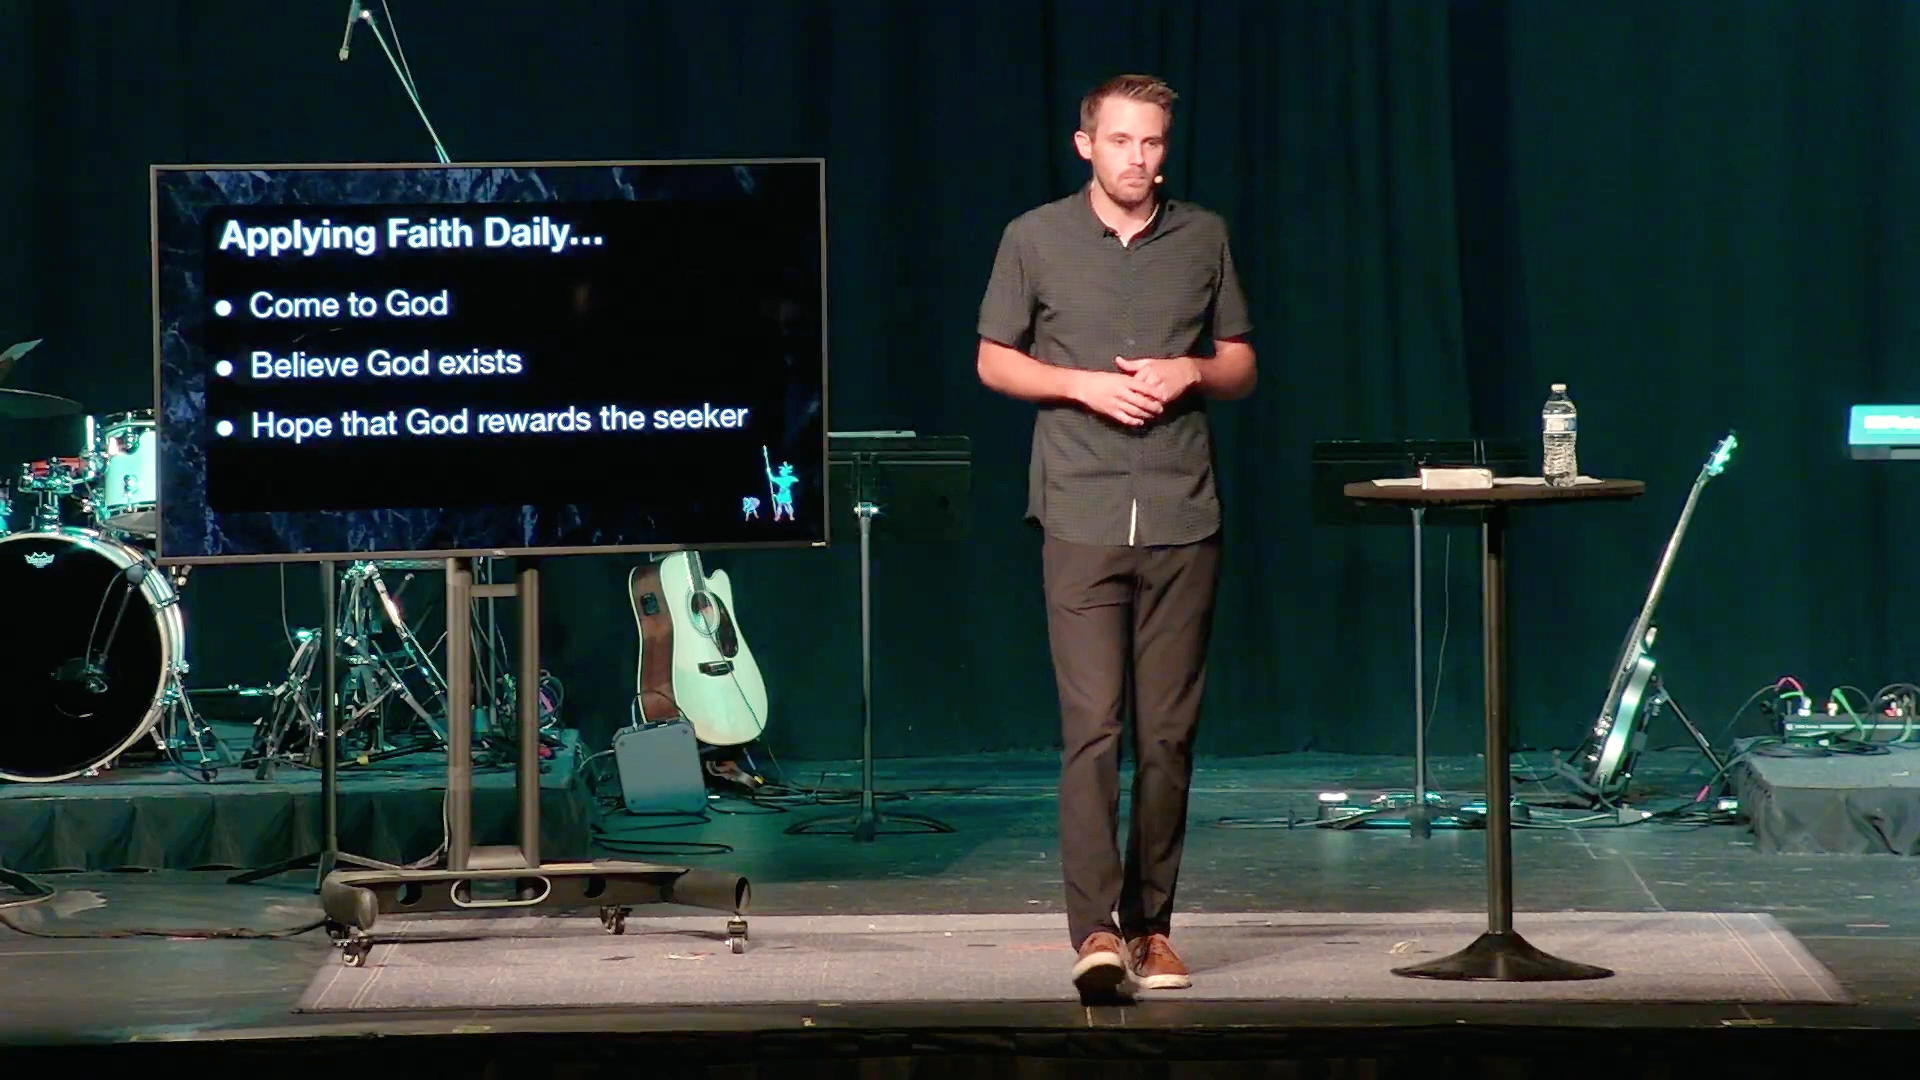 Applying Faith Daily...
• Come to God
• Believe God exists
• Hope that God rewards the seeker